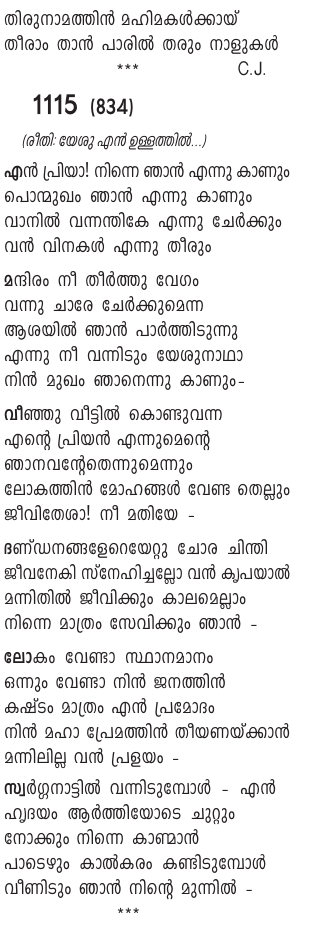 തിരുനാമത്തിൻ മഹിമകൾക്കായ്
തീരാം താൻ പാരിൽ തരും നാളുകൾ
*** C.J.
1115 (834)
(രീതി: യേശു എൻ ഉള്ളത്തിൽ...)
എൻ പ്രിയാ! നിന്നെ ഞാൻ എന്നു കാണും
പൊന്മുഖം ഞാൻ എന്നു കാണും
വാനിൽ വന്നന്തികേ എന്നു ചേർക്കും
വൻ വിനകൾ എന്നു തീരും
മന്ദിരം നീ തീർത്തു വേഗം
വന്നു ചാരേ ചേർക്കുമെന്ന
ആശയിൽ ഞാൻ പാർത്തിടുന്നു
എന്നു നീ വന്നിടും യേശുനാഥാ
നിൻ മുഖം ഞാനെന്നു കാണും-
വീഞ്ഞു വീട്ടിൽ കൊണ്ടുവന്ന
എന്റെ പ്രിയൻ എന്നുമെന്റെ
ഞാനവന്റേതെന്നുമെന്നും
ലോകത്തിൻ മോഹങ്ങൾ വേണ്ട തെല്ലും
ജീവിതേശാ! നീ മതിയേ -
ദണ്ഡനങ്ങളേറെയേറ്റു ചോര ചിന്തി
ജീവനേകി സ്നേഹിച്ചല്ലോ വൻ കൃപയാൽ
മന്നിതിൽ ജീവിക്കും കാലമെല്ലാം
നിന്നെ മാത്രം സേവിക്കും ഞാൻ -
ലോകം വേണ്ടാ സ്ഥാനമാനം
ഒന്നും വേണ്ടാ നിൻ ജനത്തിൻ
കഷ്ടം മാത്രം എൻ പ്രമോദം
നിൻ മഹാ പ്രേമത്തിൻ തീയണയ്ക്കാൻ
മന്നിലില്ല വൻ പ്രളയം -
സ്വർഗ്ഗനാട്ടിൽ വന്നിടുമ്പോൾ - എൻ
ഹൃദയം ആർത്തിയോടെ ചുറ്റും
നോക്കും നിന്നെ കാണ്മാൻ
പാടെഴും കാൽകരം കണ്ടിടുമ്പോൾ
വീണിടും ഞാൻ നിന്റെ മുന്നിൽ -
***